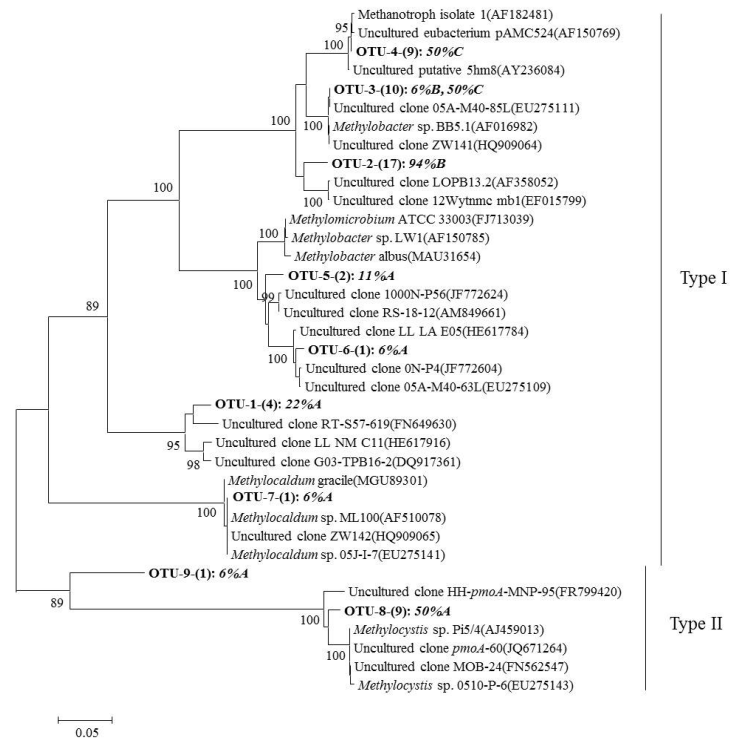 Methanotroph isolate 1(AF182481)
95
Uncultured eubacterium pAMC524(AF150769)
100
OTU-4-(9): 50%C
Uncultured putative 5hm8(AY236084)
OTU-3-(10): 6%B, 50%C
Uncultured clone 05A-M40-85L(EU275111)
100
100
Methylobacter sp. BB5.1(AF016982)
Uncultured clone ZW141(HQ909064)
OTU-2-(17): 94%B
Uncultured clone LOPB13.2(AF358052)
100
100
Uncultured clone 12Wytnmc mb1(EF015799)
Methylomicrobium ATCC 33003(FJ713039)
100
Methylobacter sp. LW1(AF150785)
Methylobacter albus(MAU31654)
100
OTU-5-(2): 11%A
Type I
99
Uncultured clone 1000N-P56(JF772624)
Uncultured clone RS-18-12(AM849661)
89
Uncultured clone LL LA E05(HE617784)
OTU-6-(1): 6%A
100
Uncultured clone 0N-P4(JF772604)
Uncultured clone 05A-M40-63L(EU275109)
OTU-1-(4): 22%A
Uncultured clone RT-S57-619(FN649630)
95
Uncultured clone LL NM C11(HE617916)
98
Uncultured clone G03-TPB16-2(DQ917361)
Methylocaldum gracile(MGU89301)
OTU-7-(1): 6%A
100
Methylocaldum sp. ML100(AF510078)
Uncultured clone ZW142(HQ909065)
Methylocaldum sp. 05J-I-7(EU275141)
OTU-9-(1): 6%A
Uncultured clone HH-pmoA-MNP-95(FR799420)
89
OTU-8-(9): 50%A
100
Type II
Methylocystis sp. Pi5/4(AJ459013)
Uncultured clone pmoA-60(JQ671264)
100
Uncultured clone MOB-24(FN562547)
Methylocystis sp. 0510-P-6(EU275143)
0.05